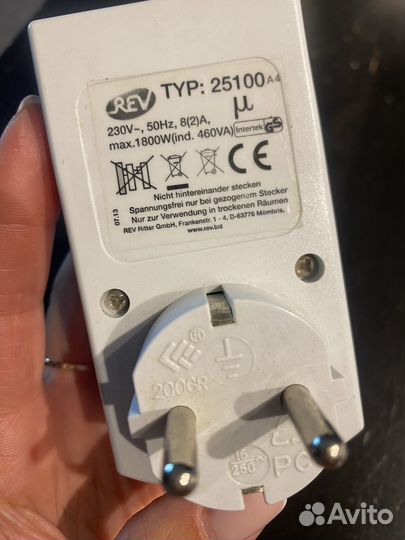 REV TYP: 25100 A4
µ
230V~, 50Hz, 8(2)A,
max.1800W(ind. 460VA)
Intertek GS
CE
Nicht hintereinander stecken
Spannungsfrei nur bei gezogenem Stecker
Nur zur Verwendung in trockenen Räumen
REV Ritter GmbH, Frankenstr. 1 - 4, D-63776 Mömbris.
www.rev.biz
07.13
200GR
16
250~
PC
Avito